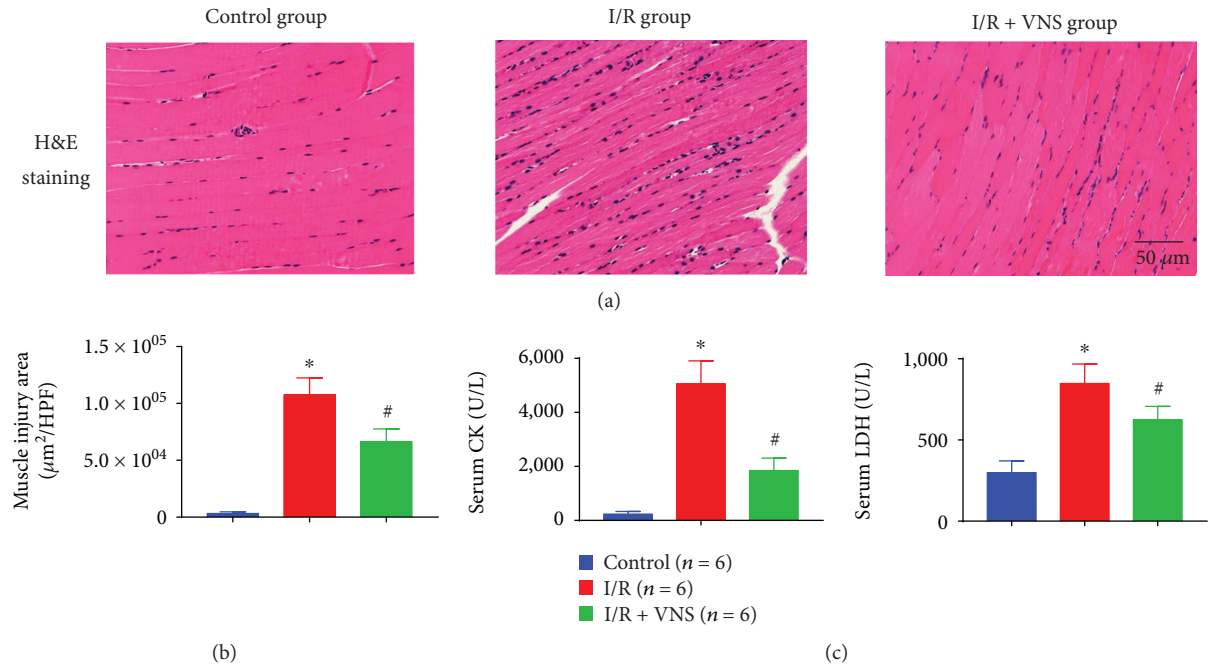 Control group
I/R group
I/R + VNS group
H&E
staining
50 μm
(a)
Muscle injury area
(μm²/HPF)
1.5 × 10⁰⁵
1.0 × 10⁰⁵
5.0 × 10⁰⁴
0
*
#
Serum CK (U/L)
6,000
4,000
2,000
0
*
#
Serum LDH (U/L)
1,000
500
0
*
#
Control (n = 6)
I/R (n = 6)
I/R + VNS (n = 6)
(b)
(c)